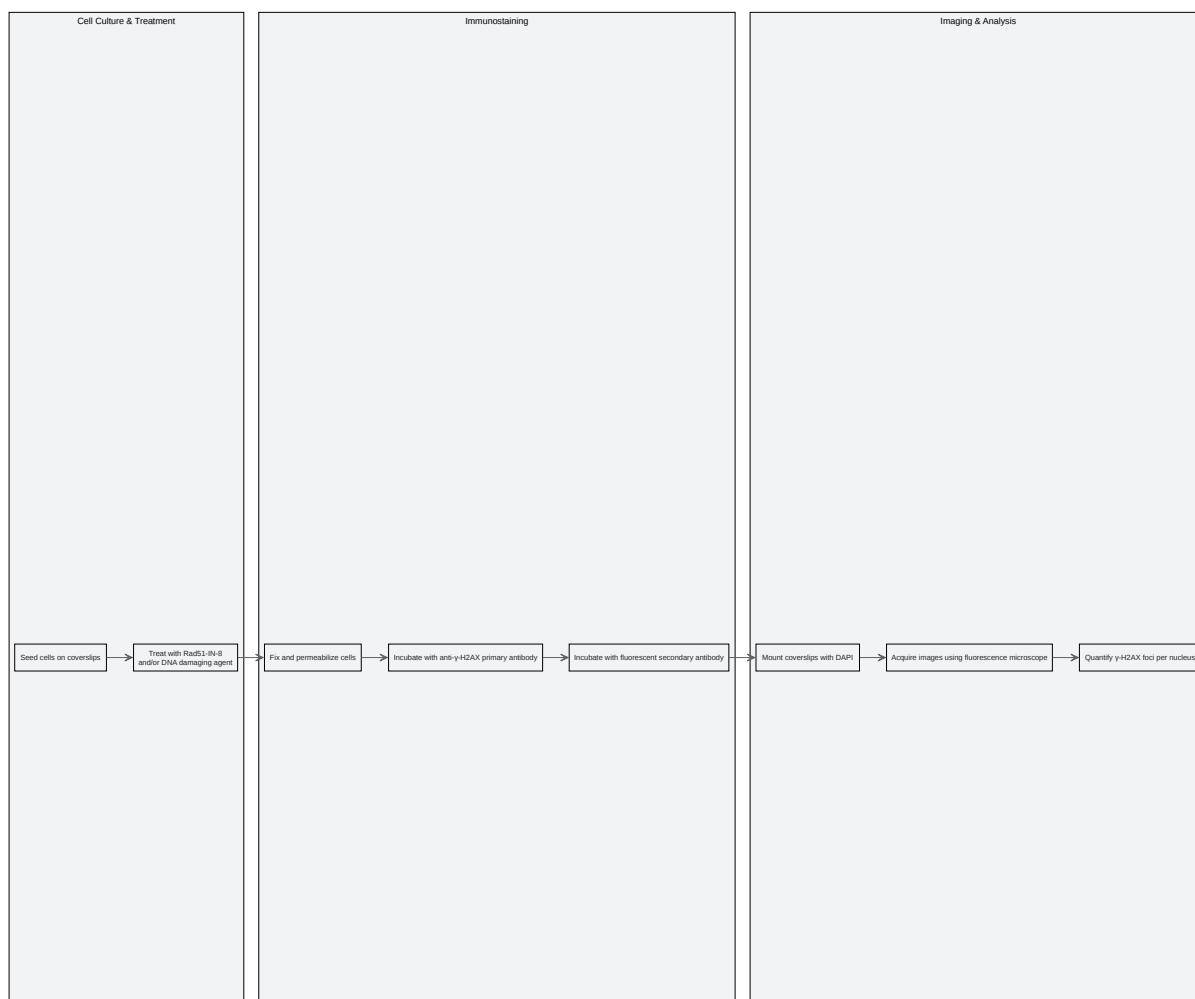 Cell Culture & Treatment
Immunostaining
Imaging & Analysis
Seed cells on coverslips
Treat with Rad51-IN-8
and/or DNA damaging agent
Fix and permeabilize cells
Incubate with anti-γ-H2AX primary antibody
Incubate with fluorescent secondary antibody
Mount coverslips with DAPI
Acquire images using fluorescence microscope
Quantify γ-H2AX foci per nucleus